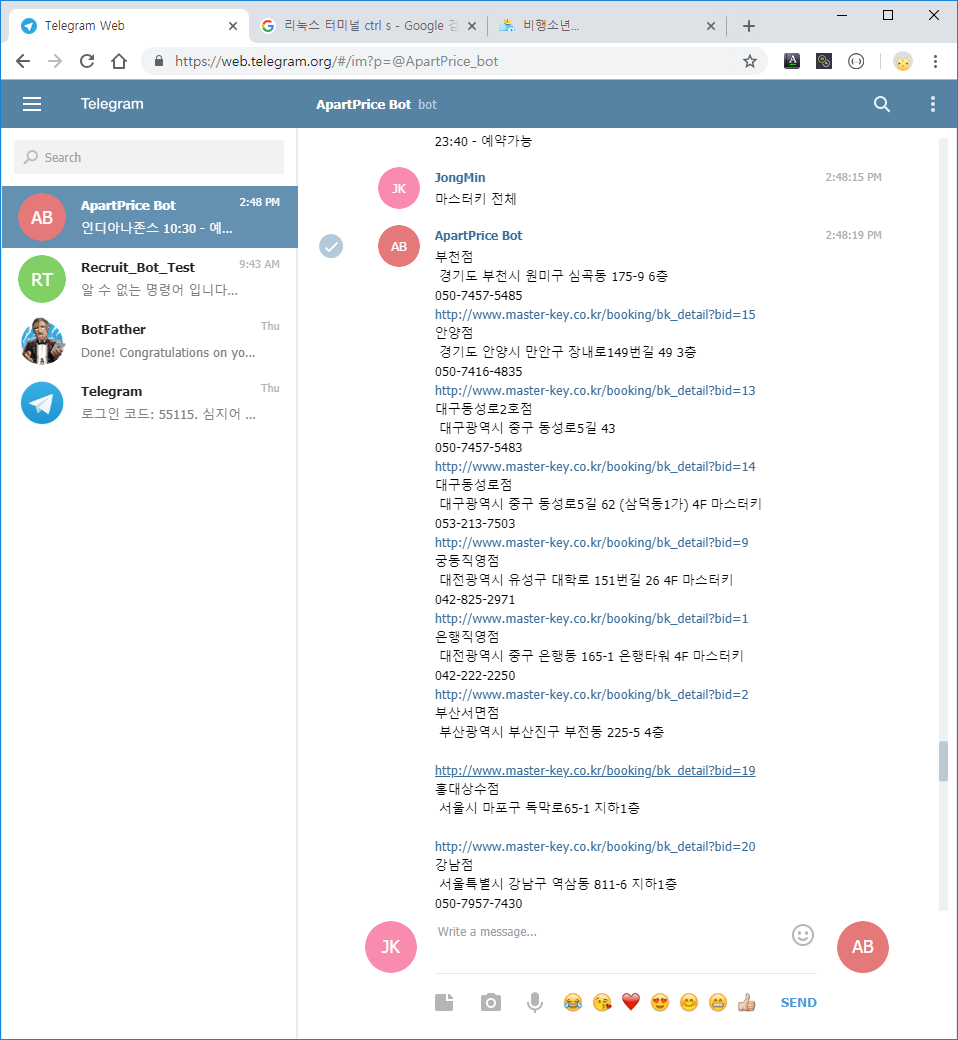 Telegram Web
리눅스 터미널 ctrl s - Google 검
비행소년...
https://web.telegram.org/#/im?p=@ApartPrice_bot
Telegram
ApartPrice Bot bot
Search
AB
ApartPrice Bot
2:48 PM
인디아나존스 10:30 - 예...
RT
Recruit_Bot_Test
9:43 AM
알 수 없는 명령어 입니다...
BotFather
Thu
Done! Congratulations on yo...
Telegram
Thu
로그인 코드: 55115. 심지어 ...
23:40 - 예약가능
JK
JongMin
2:48:15 PM
마스터키 전체
AB
ApartPrice Bot
2:48:19 PM
부천점
경기도 부천시 원미구 심곡동 175-9 6층
050-7457-5485
http://www.master-key.co.kr/booking/bk_detail?bid=15
안양점
경기도 안양시 만안구 장내로149번길 49 3층
050-7416-4835
http://www.master-key.co.kr/booking/bk_detail?bid=13
대구동성로2호점
대구광역시 중구 동성로5길 43
050-7457-5483
http://www.master-key.co.kr/booking/bk_detail?bid=14
대구동성로점
대구광역시 중구 동성로5길 62 (삼덕동1가) 4F 마스터키
053-213-7503
http://www.master-key.co.kr/booking/bk_detail?bid=9
궁동직영점
대전광역시 유성구 대학로 151번길 26 4F 마스터키
042-825-2971
http://www.master-key.co.kr/booking/bk_detail?bid=1
은행직영점
대전광역시 중구 은행동 165-1 은행타워 4F 마스터키
042-222-2250
http://www.master-key.co.kr/booking/bk_detail?bid=2
부산서면점
부산광역시 부산진구 부전동 225-5 4층
http://www.master-key.co.kr/booking/bk_detail?bid=19
홍대상수점
서울시 마포구 독막로65-1 지하1층
http://www.master-key.co.kr/booking/bk_detail?bid=20
강남점
서울특별시 강남구 역삼동 811-6 지하1층
050-7957-7430
JK
Write a message...
AB
SEND